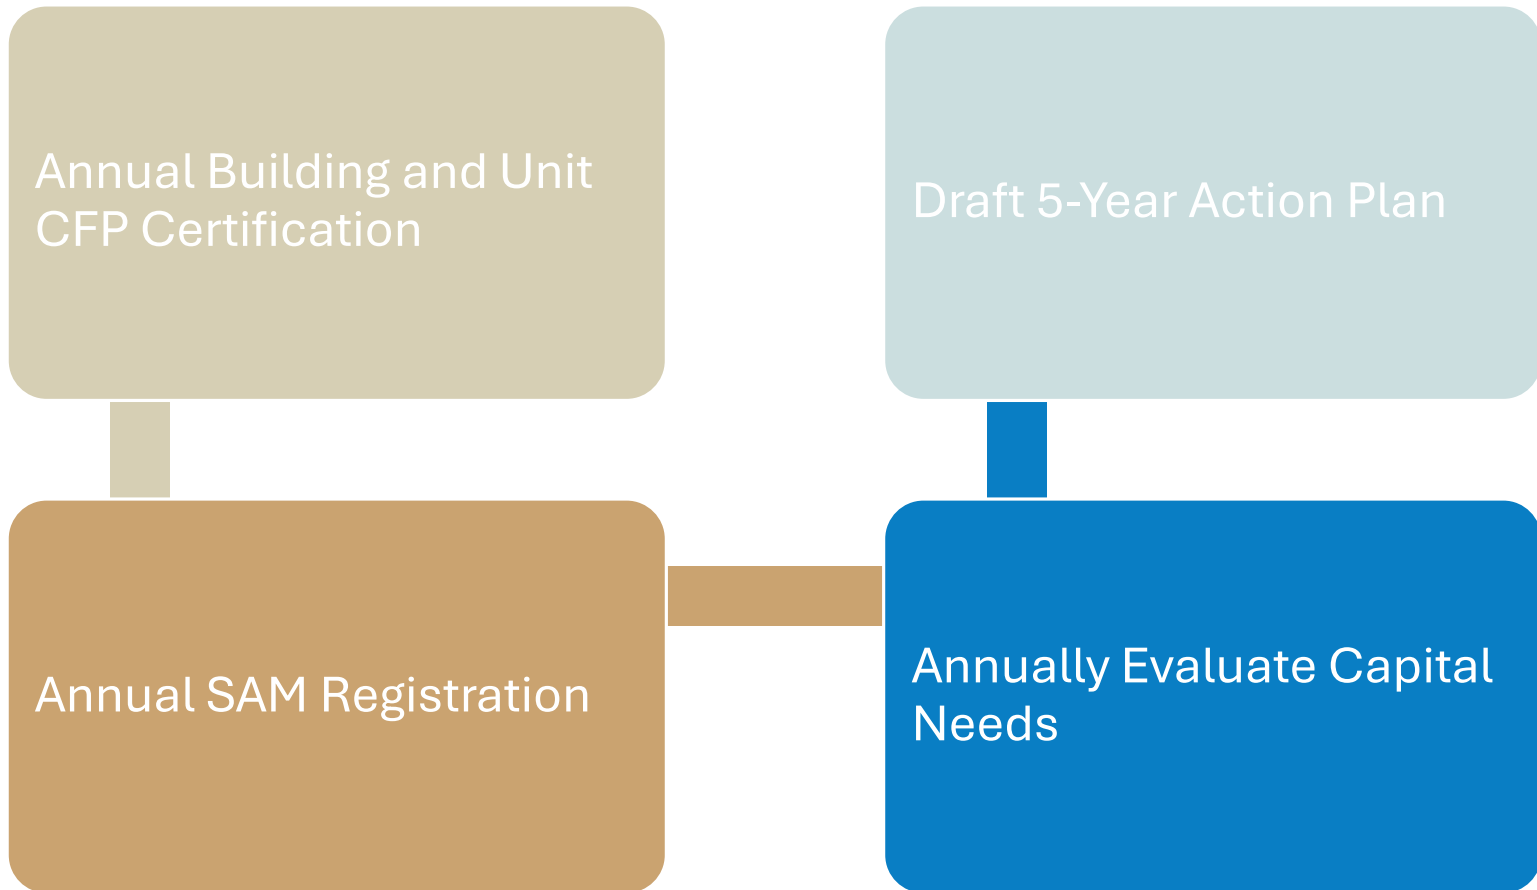 Annual Building and Unit
CFP Certification
Annual SAM Registration
Annually Evaluate Capital
Needs
Draft 5-Year Action Plan